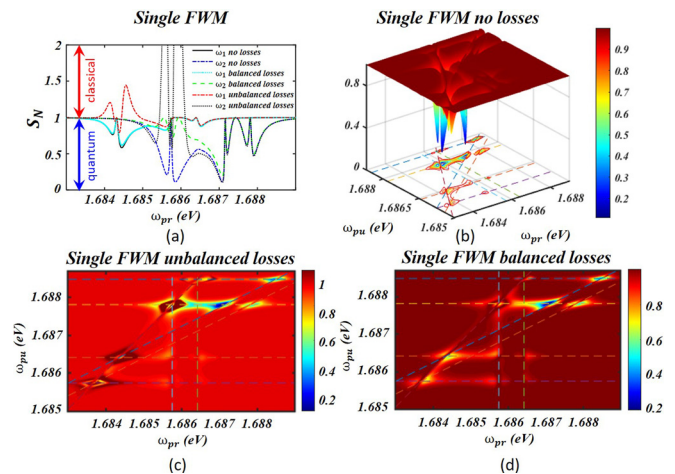 Single FWM
classical
quantum
S_N
2
1.5
1
0.5
0
ω₁ no losses
ω₂ no losses
ω₁ balanced losses
ω₂ balanced losses
ω₁ unbalanced losses
ω₂ unbalanced losses
1.684 1.685 1.686 1.687 1.688
ω_pr (eV)
(a)
Single FWM no losses
0.8
0.4
0
1.688
1.6865
1.685
ω_pu (eV)
1.684
1.686
1.688
ω_pr (eV)
0.9
0.8
0.7
0.6
0.5
0.4
0.3
0.2
(b)
Single FWM unbalanced losses
1.688
1.687
1.686
1.685
ω_pu (eV)
1.684 1.685 1.686 1.687 1.688
ω_pr (eV)
1
0.8
0.6
0.4
0.2
(c)
Single FWM balanced losses
1.688
1.687
1.686
1.685
ω_pu (eV)
1.684 1.685 1.686 1.687 1.688
ω_pr (eV)
0.8
0.6
0.4
0.2
(d)